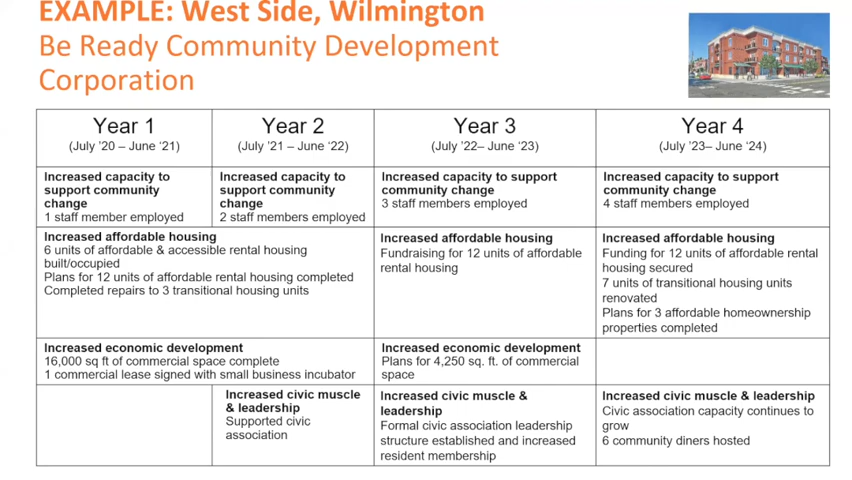 EXAMPLE: West Side, Wilmington
Be Ready Community Development
Corporation
Year 1
(July '20 – June '21)
Year 2
(July '21 – June '22)
Year 3
(July '22– June '23)
Year 4
(July '23– June '24)
Increased capacity to
support community
change
1 staff member employed
Increased capacity to
support community
change
2 staff members employed
Increased capacity to support
community change
3 staff members employed
Increased capacity to support
community change
4 staff members employed
Increased affordable housing
6 units of affordable & accessible rental housing
built/occupied
Plans for 12 units of affordable rental housing completed
Completed repairs to 3 transitional housing units
Increased affordable housing
Fundraising for 12 units of affordable
rental housing
Increased affordable housing
Funding for 12 units of affordable rental
housing secured
7 units of transitional housing units
renovated
Plans for 3 affordable homeownership
properties completed
Increased economic development
16,000 sq ft of commercial space complete
1 commercial lease signed with small business incubator
Increased economic development
Plans for 4,250 sq. ft. of commercial
space
Increased civic muscle
& leadership
Supported civic
association
Increased civic muscle &
leadership
Formal civic association leadership
structure established and increased
resident membership
Increased civic muscle & leadership
Civic association capacity continues to
grow
6 community diners hosted